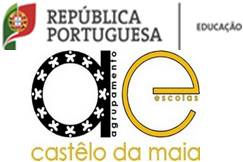 REPÚBLICA
PORTUGUESA
EDUCAÇÃO
ae
agrupamento
escolas
castêlo da maia